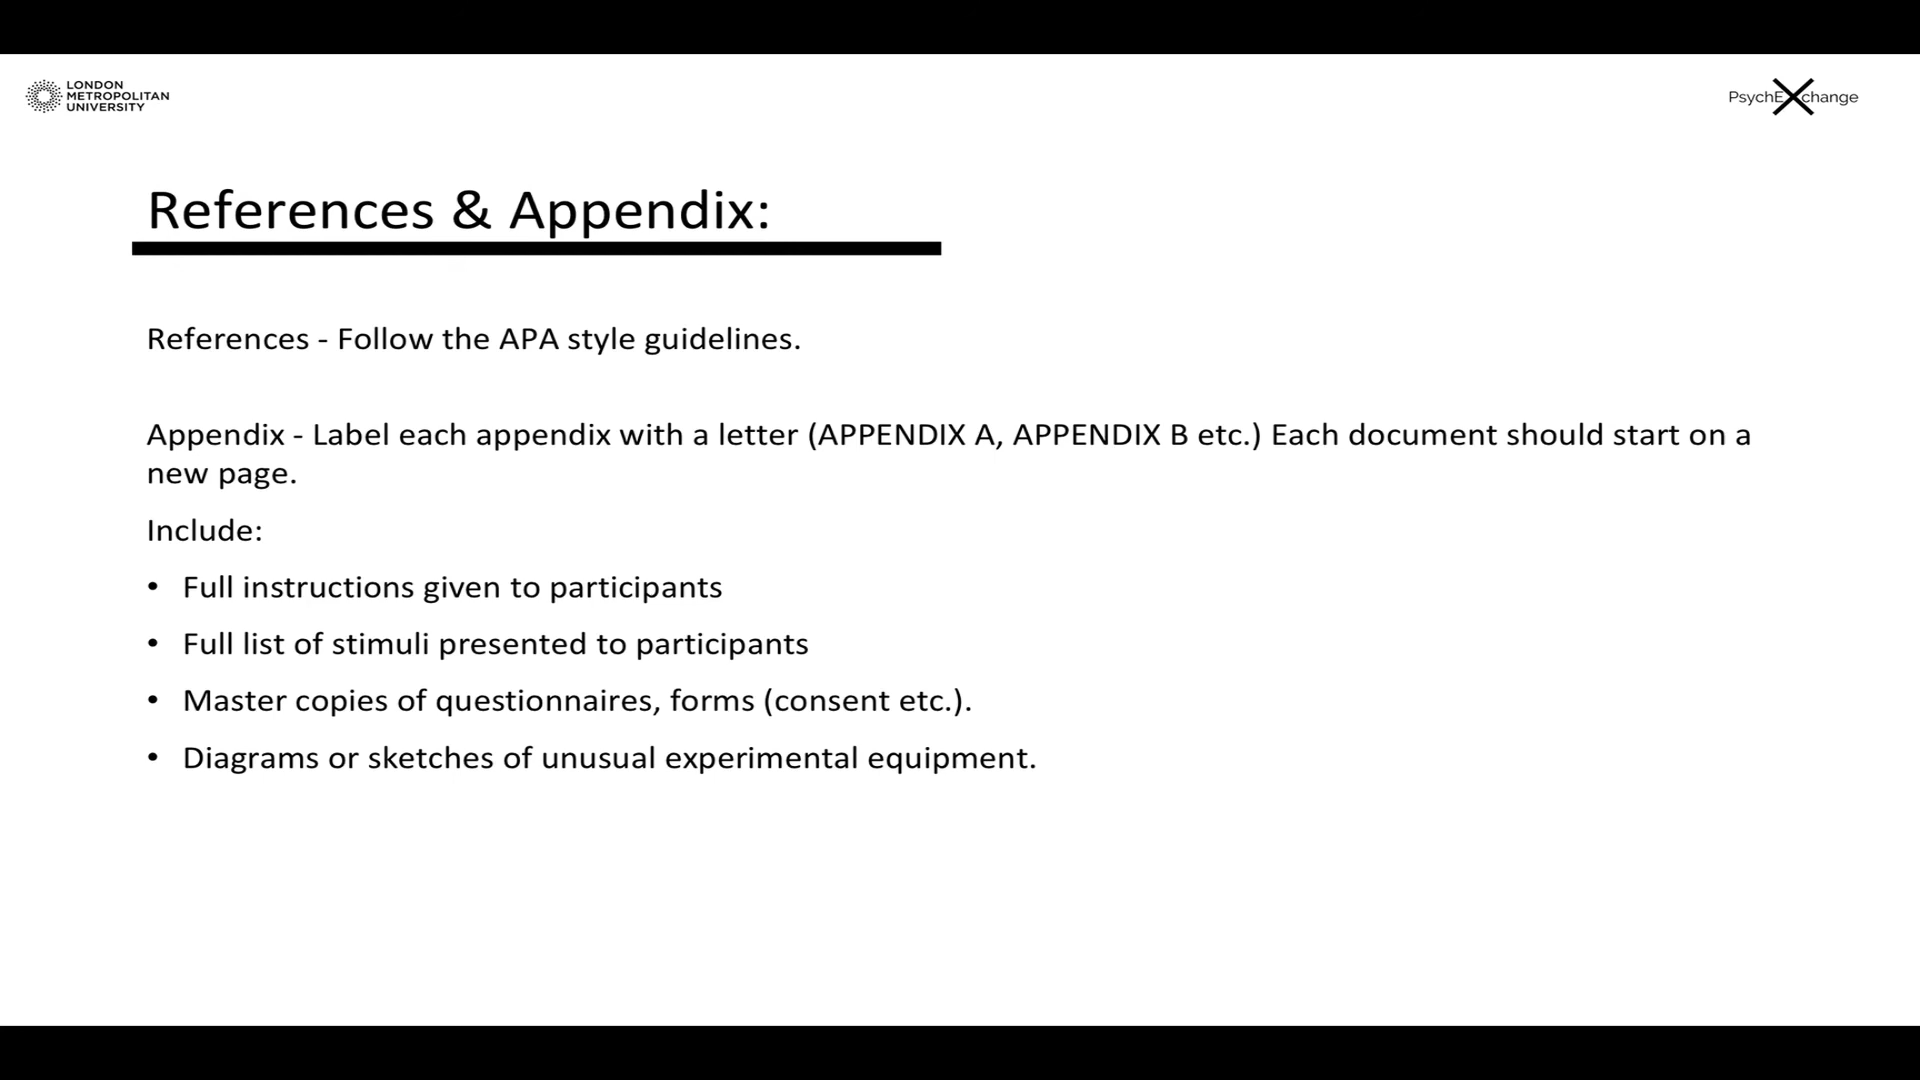 LONDON
METROPOLITAN
UNIVERSITY
PsychEXchange
References & Appendix:
References - Follow the APA style guidelines.
Appendix - Label each appendix with a letter (APPENDIX A, APPENDIX B etc.) Each document should start on a
new page.
Include:
• Full instructions given to participants
• Full list of stimuli presented to participants
• Master copies of questionnaires, forms (consent etc.).
• Diagrams or sketches of unusual experimental equipment.